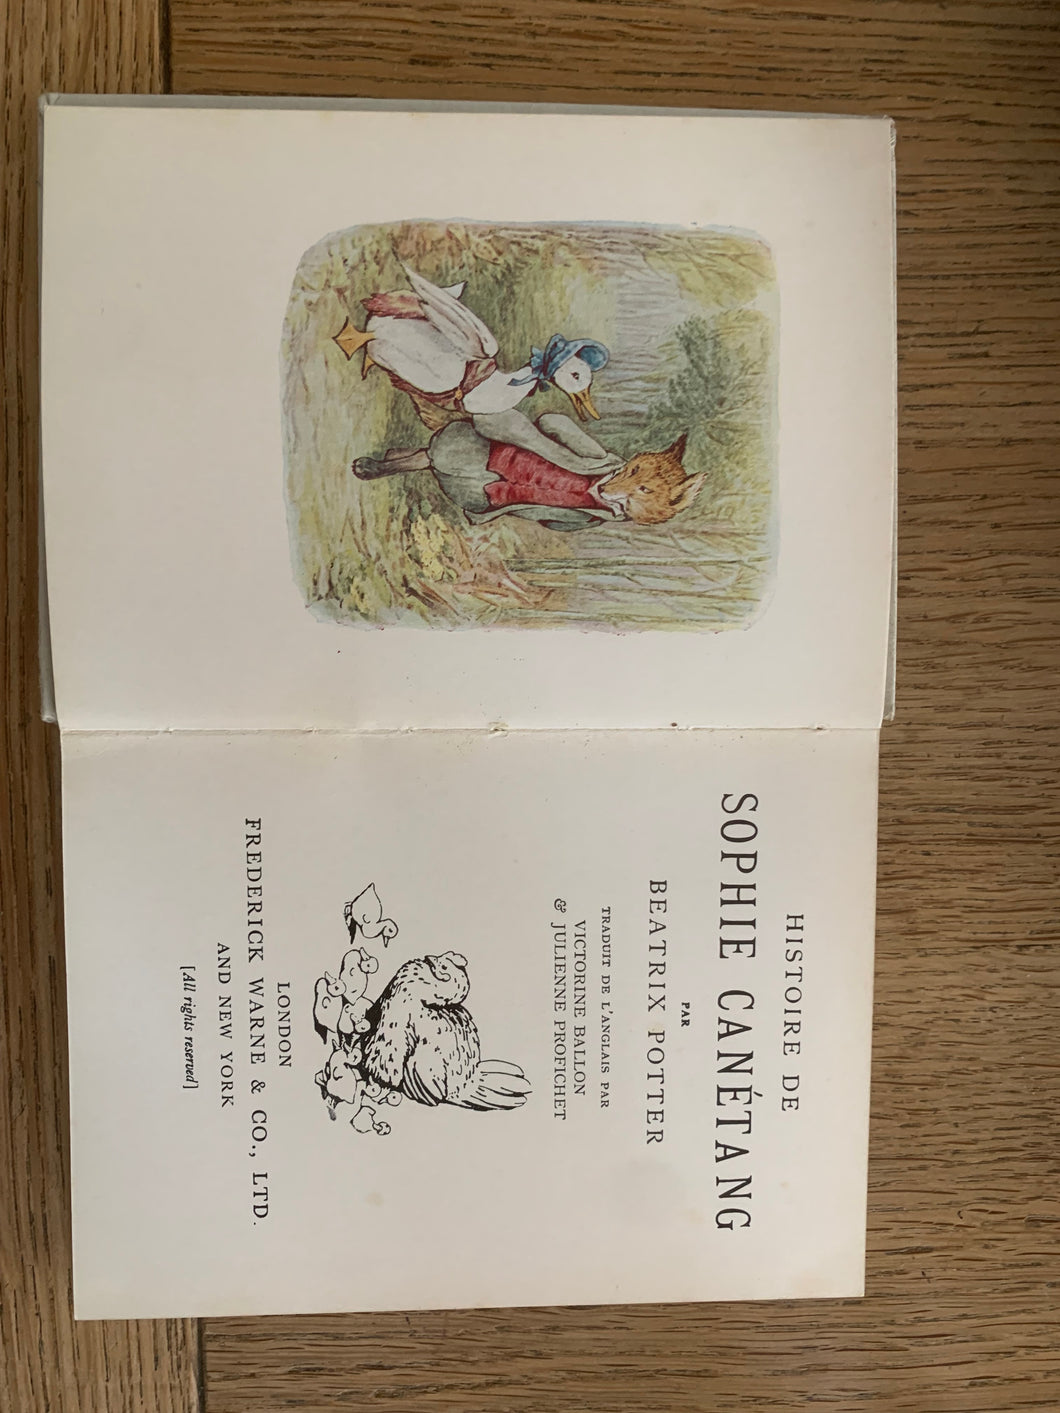 HISTOIRE DE
SOPHIE CANÉTANG
PAR
BEATRIX POTTER
TRADUIT DE L'ANGLAIS PAR
VICTORINE BALLON
& JULIENNE PROFICHET
LONDON
FREDERICK WARNE & CO., LTD.
AND NEW YORK
[All rights reserved]